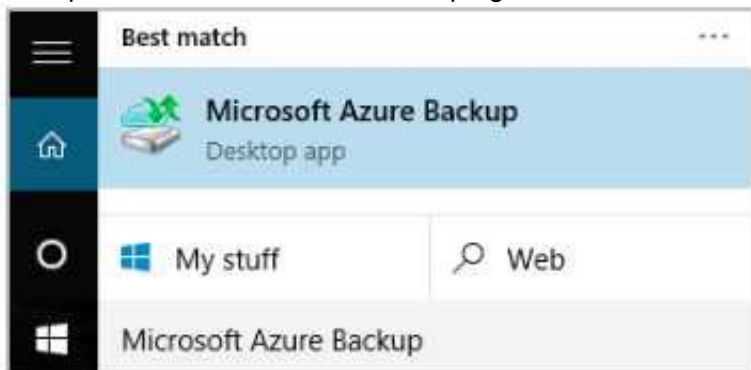 Best match
...
Microsoft Azure Backup
Desktop app
My stuff
Web
Microsoft Azure Backup